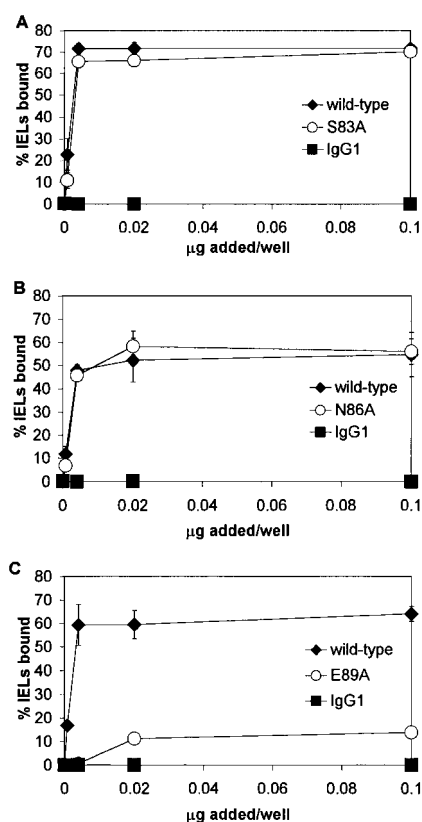 A
% IELs bound
80
70
60
50
40
30
20
10
0
wild-type
S83A
IgG1
0 0.02 0.04 0.06 0.08 0.1
μg added/well
B
% IELs bound
80
70
60
50
40
30
20
10
0
wild-type
N86A
IgG1
0 0.02 0.04 0.06 0.08 0.1
μg added/well
C
% IELs bound
80
70
60
50
40
30
20
10
0
wild-type
E89A
IgG1
0 0.02 0.04 0.06 0.08 0.1
μg added/well